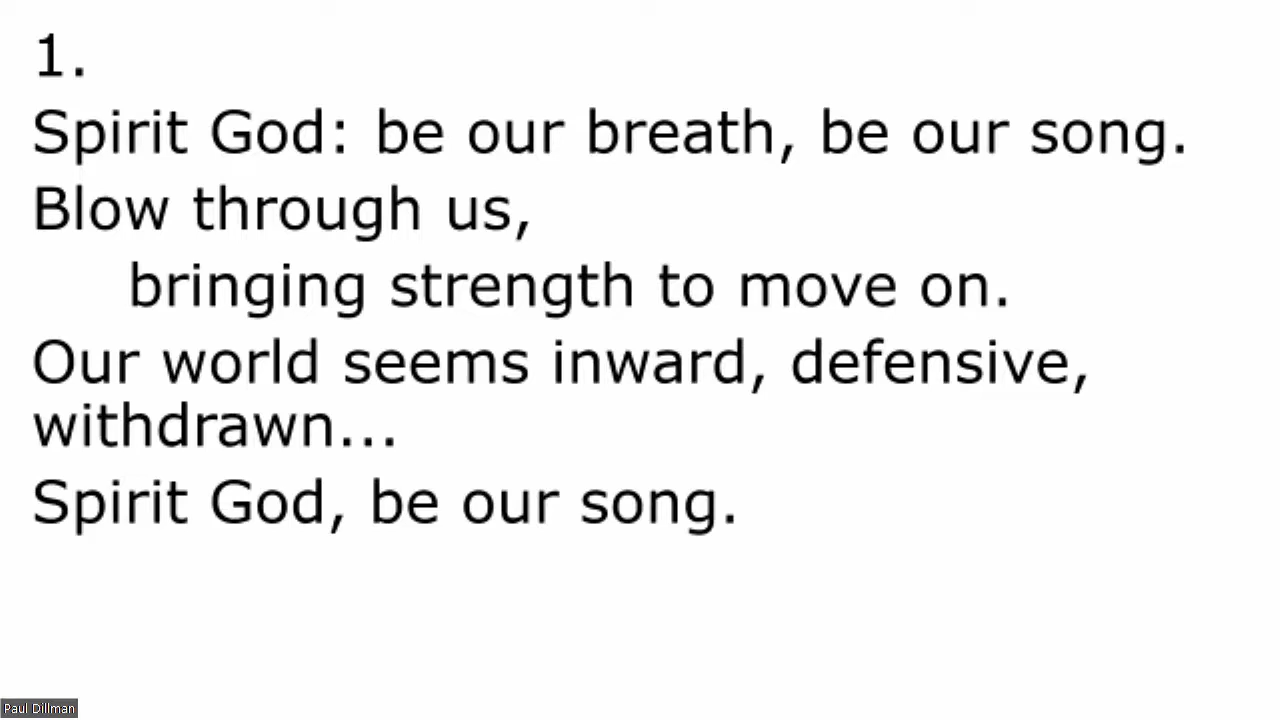 1.
Spirit God: be our breath, be our song.
Blow through us,
bringing strength to move on.
Our world seems inward, defensive,
withdrawn...
Spirit God, be our song.
Paul Dillman